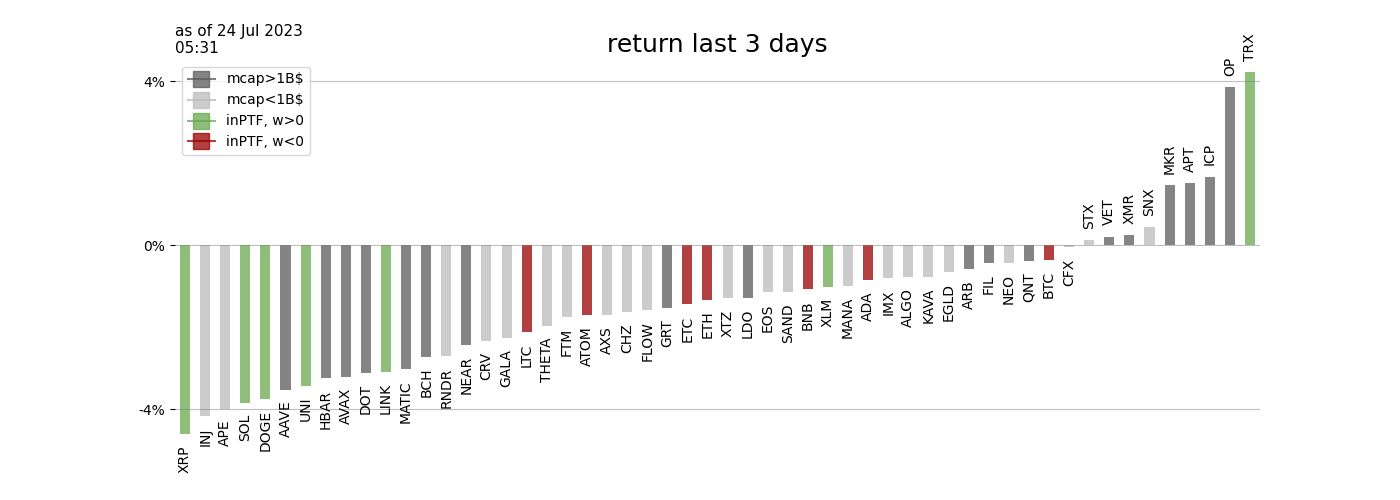 as of 24 Jul 2023
05:31
return last 3 days
mcap>1B$
mcap<1B$
inPTF, w>0
inPTF, w<0
4%
0%
-4%
XRP
INJ
APE
SOL
DOGE
AAVE
UNI
HBAR
AVAX
DOT
LINK
MATIC
BCH
RNDR
NEAR
CRV
GALA
LTC
THETA
FTM
ATOM
AXS
CHZ
FLOW
GRT
ETC
ETH
XTZ
LDO
EOS
SAND
BNB
XLM
MANA
ADA
IMX
ALGO
KAVA
EGLD
ARB
FIL
NEO
QNT
BTC
CFX
STX
VET
XMR
SNX
MKR
APT
ICP
OP
TRX